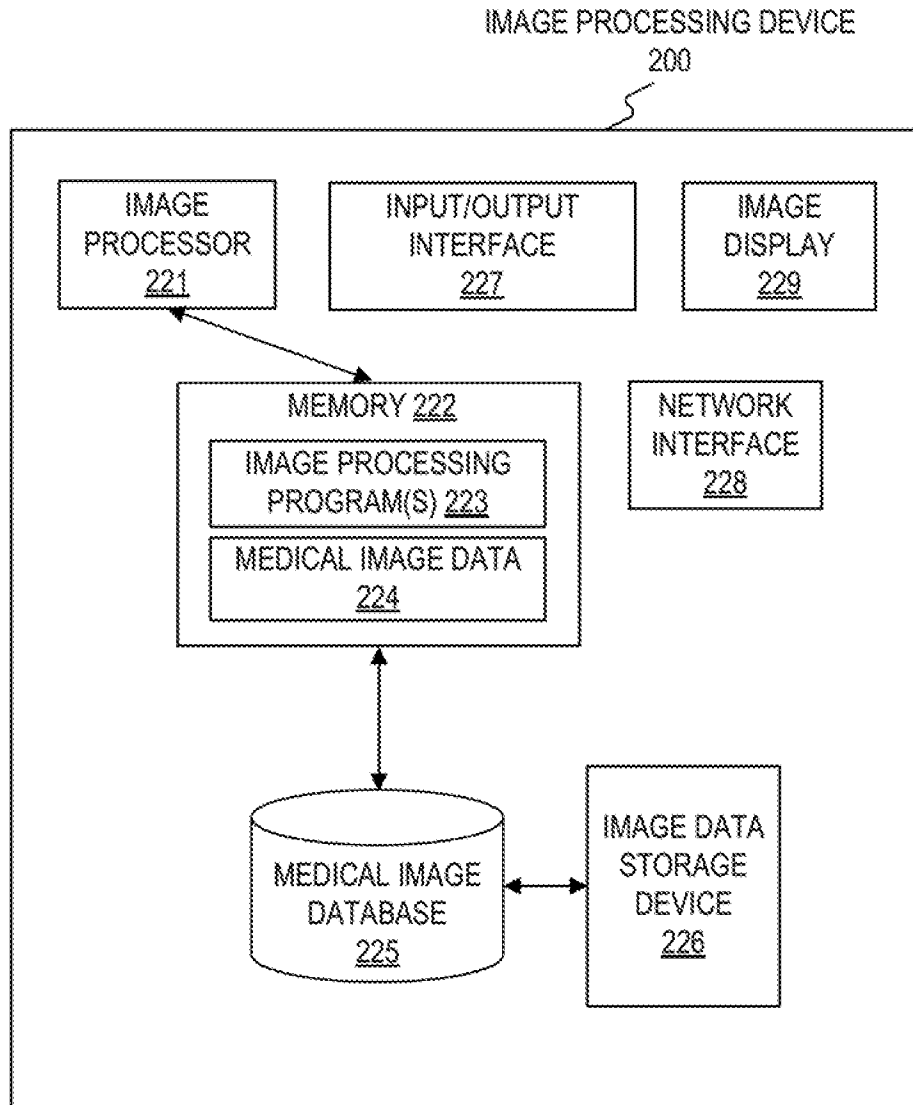 IMAGE PROCESSING DEVICE
200
IMAGE
PROCESSOR
221
INPUT/OUTPUT
INTERFACE
227
IMAGE
DISPLAY
229
MEMORY 222
IMAGE PROCESSING
PROGRAM(S) 223
MEDICAL IMAGE DATA
224
NETWORK
INTERFACE
228
MEDICAL IMAGE
DATABASE
225
IMAGE DATA
STORAGE
DEVICE
226